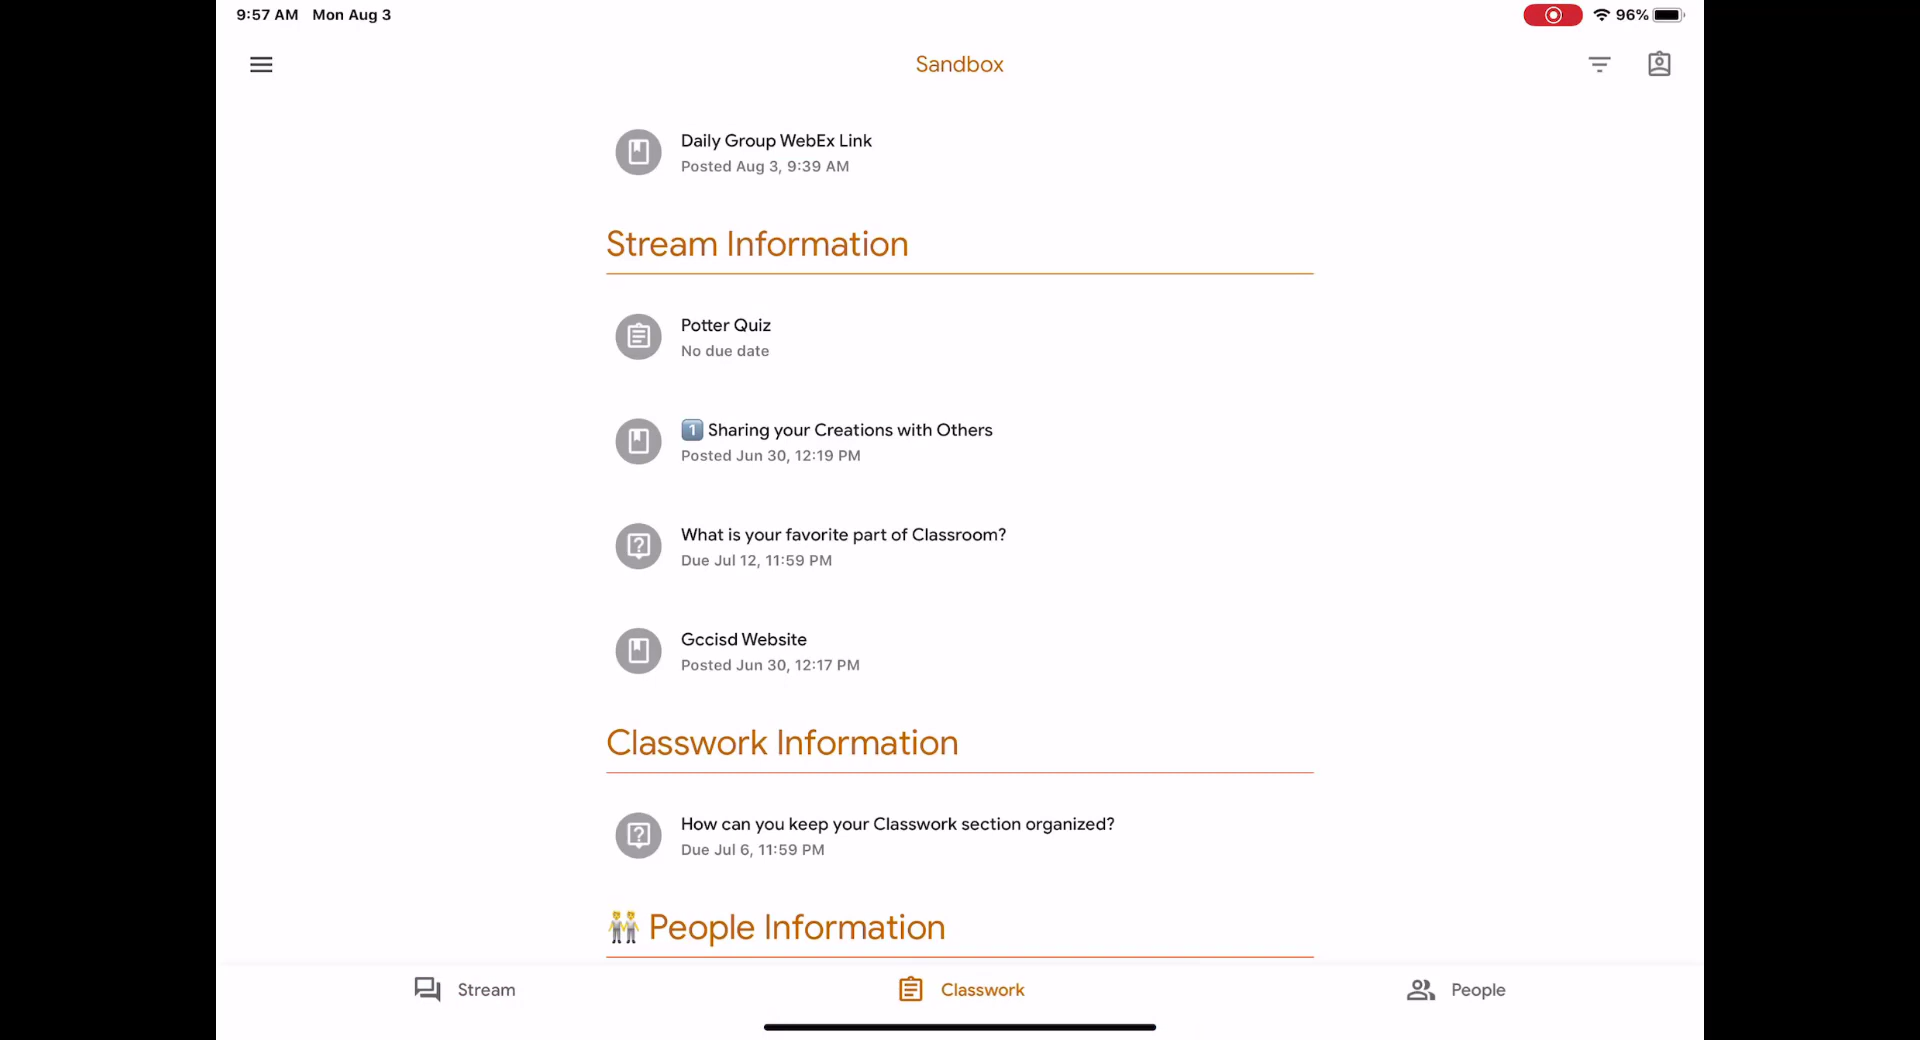 9:57 AM Mon Aug 3
96%
Sandbox
Daily Group WebEx Link
Posted Aug 3, 9:39 AM
Stream Information
Potter Quiz
No due date
1️⃣ Sharing your Creations with Others
Posted Jun 30, 12:19 PM
What is your favorite part of Classroom?
Due Jul 12, 11:59 PM
Gccisd Website
Posted Jun 30, 12:17 PM
Classwork Information
How can you keep your Classwork section organized?
Due Jul 6, 11:59 PM
People Information
Stream
Classwork
People